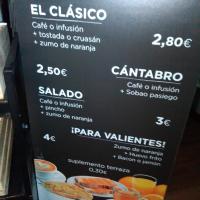 EL CLÁSICO
Café o infusión
+ tostada o cruasán
+ zumo de naranja
2,80€
2,50€
CÁNTABRO
Café o infusión
+ Sobao pasiego
3€
SALADO
Café o infusión +
pincho +
zumo de naranja
4€
¡PARA VALIENTES!
Zumo de naranja
+ Huevo frito
+ Bacon o jamón
suplemento terraza
0,30€